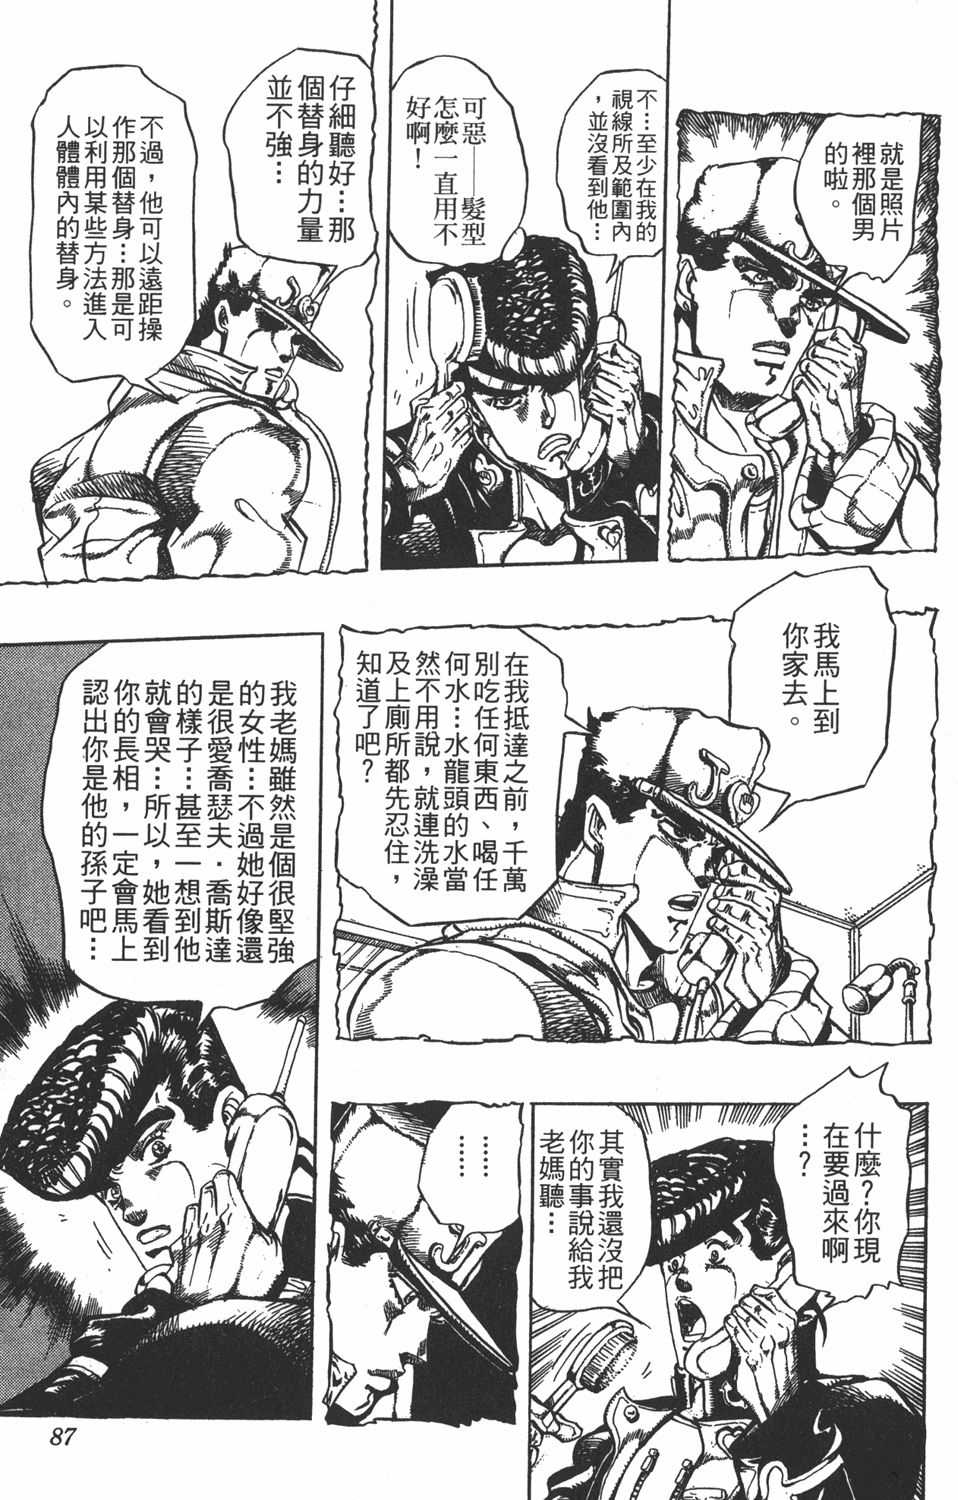 就是照片
裡那個男
的啦。
不…至少在我的
視線所及範圍內
，並沒看到他…
可惡——髮型
怎麼一直用不
好啊！
仔細聽好…那
個替身的力量
並不強…
不過，他可以遠距操
作那個替身…那是可
以利用某些方法進入
人體體內的替身。
我馬上到
你家去。
在我抵達之前，千萬
別吃任何東西、喝任
何水…水龍頭的水當
然不用說，就連洗澡
及上廁所都先忍住，
知道了吧？
我老媽雖然是個很堅強
的女性…不過她好像還
是很愛喬瑟夫．喬斯達
的樣子…甚至一想到他
就會哭…所以，她看到
你的長相，一定會馬上
認出你是他的孫子吧…
什麼？你現
在要過來啊
…？
其實我還沒把
你的事說給我
老媽聽…
……
……
J
J
87